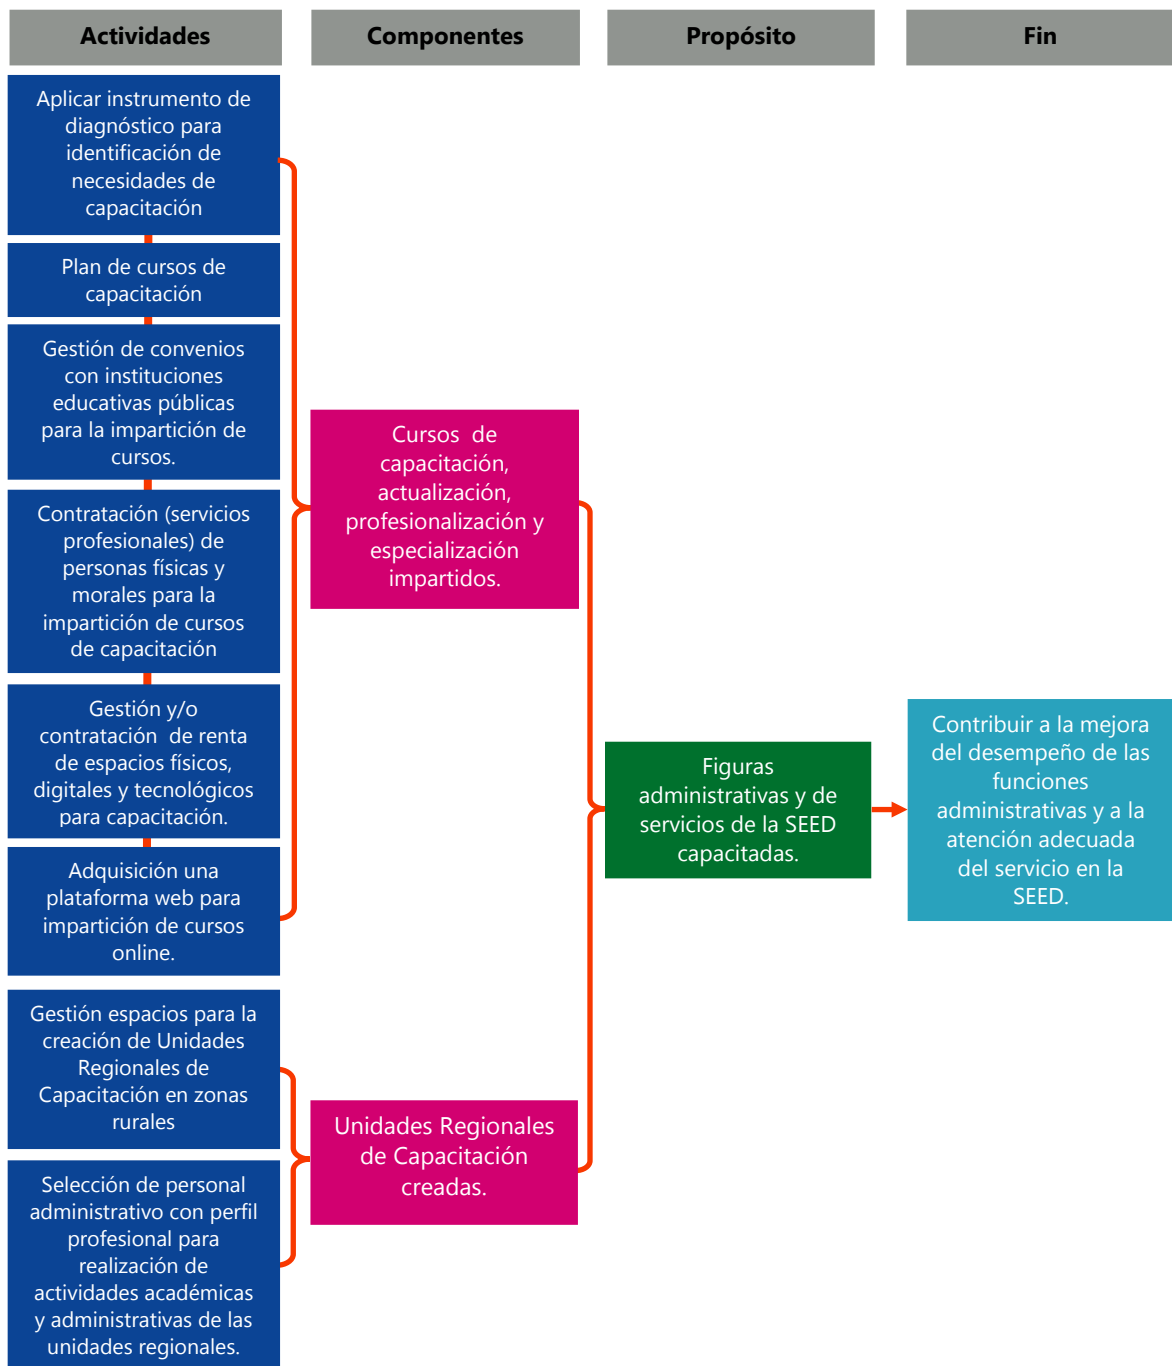 Actividades
Componentes
Propósito
Fin
Aplicar instrumento de
diagnóstico para
identificación de
necesidades de
capacitación
Plan de cursos de
capacitación
Gestión de convenios
con instituciones
educativas públicas
para la impartición de
cursos.
Contratación (servicios
profesionales) de
personas físicas y
morales para la
impartición de cursos
de capacitación
Gestión y/o
contratación de renta
de espacios físicos,
digitales y tecnológicos
para capacitación.
Adquisición una
plataforma web para
impartición de cursos
online.
Gestión espacios para la
creación de Unidades
Regionales de
Capacitación en zonas
rurales
Selección de personal
administrativo con perfil
profesional para
realización de
actividades académicas
y administrativas de las
unidades regionales.
Cursos de
capacitación,
actualización,
profesionalización y
especialización
impartidos.
Unidades Regionales
de Capacitación
creadas.
Figuras
administrativas y de
servicios de la SEED
capacitadas.
Contribuir a la mejora
del desempeño de las
funciones
administrativas y a la
atención adecuada
del servicio en la
SEED.